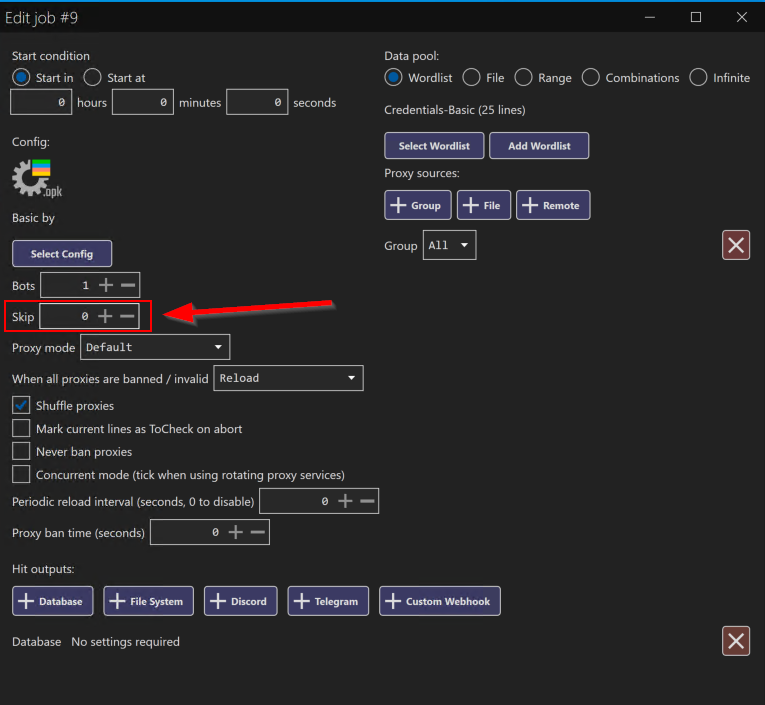 Edit job #9
Start condition
Start in Start at
0 hours 0 minutes 0 seconds
Config:
.opk
Basic by
Select Config
Bots 1
Skip 0
Proxy mode Default
When all proxies are banned / invalid Reload
Shuffle proxies
Mark current lines as ToCheck on abort
Never ban proxies
Concurrent mode (tick when using rotating proxy services)
Periodic reload interval (seconds, 0 to disable) 0
Proxy ban time (seconds) 0
Data pool:
Wordlist File Range Combinations Infinite
Credentials-Basic (25 lines)
Select Wordlist Add Wordlist
Proxy sources:
Group File Remote
Group All
Hit outputs:
Database File System Discord Telegram Custom Webhook
Database No settings required